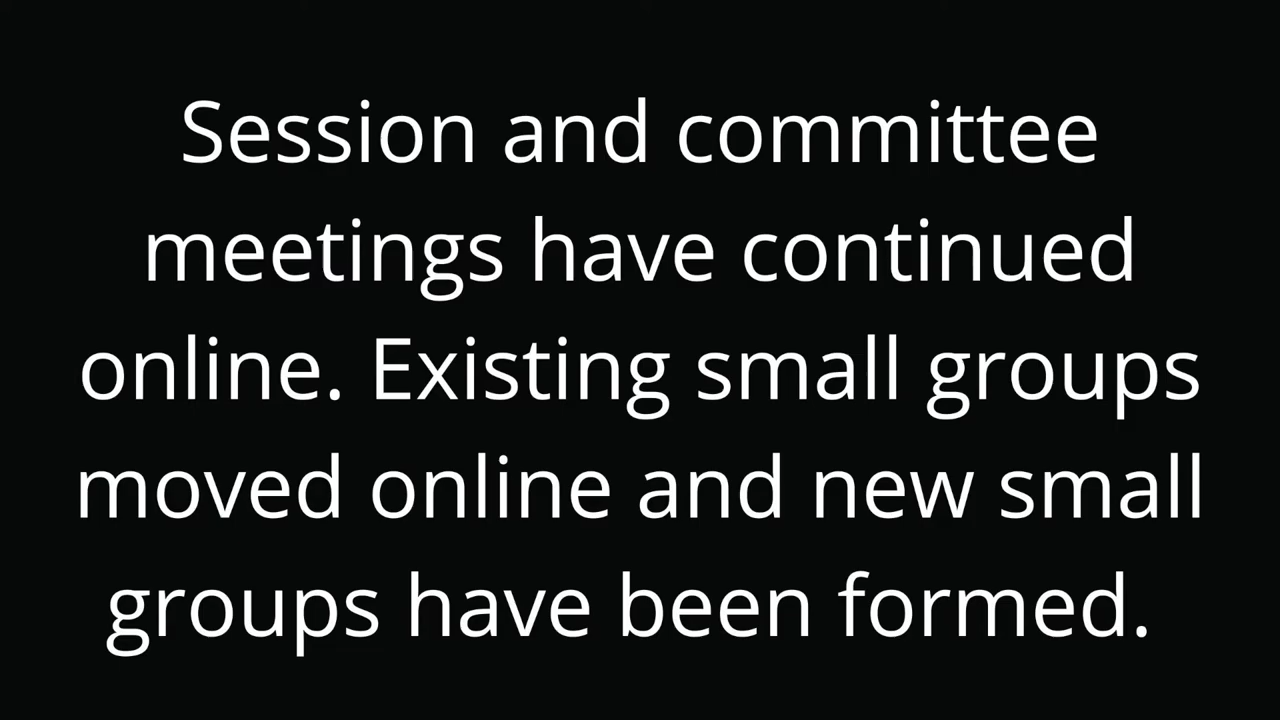 Session and committee
meetings have continued
online. Existing small groups
moved online and new small
groups have been formed.